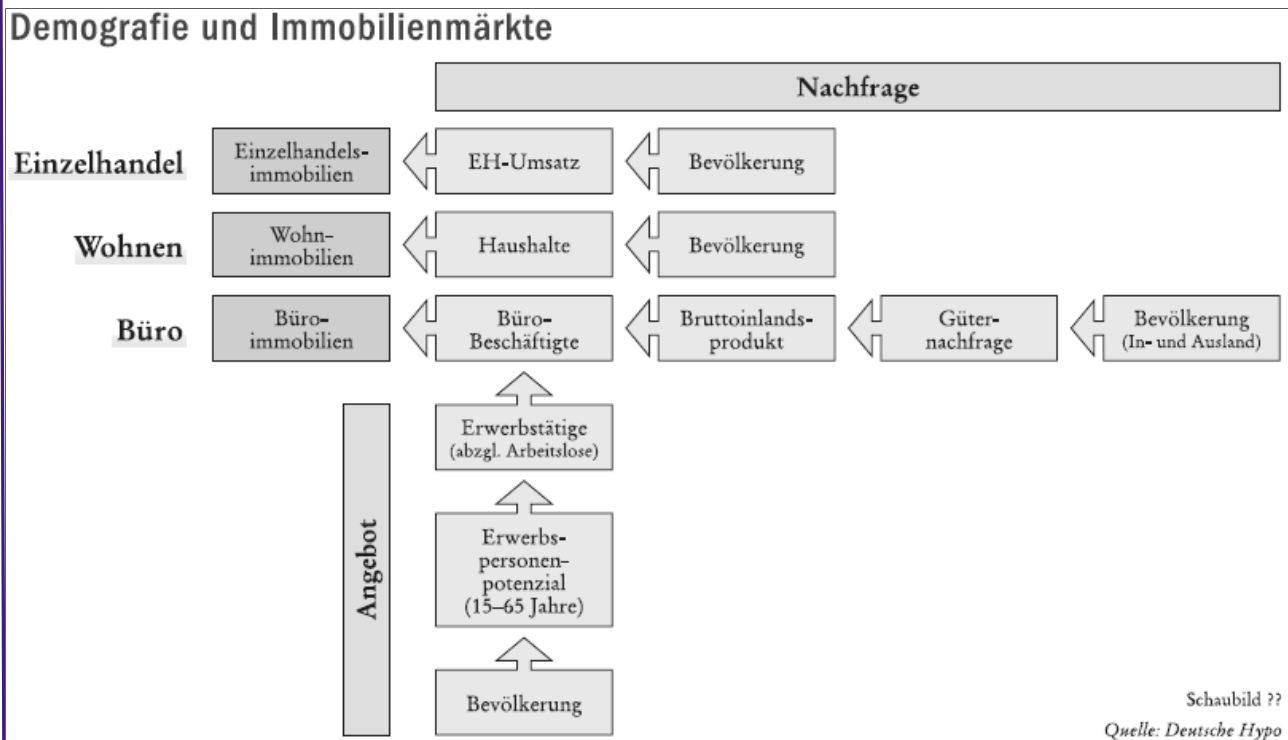 Demografie und Immobilienmärkte
Nachfrage
Einzelhandel
Einzelhandels-
immobilien
EH-Umsatz
Bevölkerung
Wohnen
Wohn-
immobilien
Haushalte
Bevölkerung
Büro
Büro-
immobilien
Büro-
Beschäftigte
Bruttoinlands-
produkt
Güter-
nachfrage
Bevölkerung
(In- und Ausland)
Angebot
Erwerbstätige
(abzgl. Arbeitslose)
Erwerbs-
personen-
potenzial
(15–65 Jahre)
Bevölkerung
Schaubild ??
Quelle: Deutsche Hypo